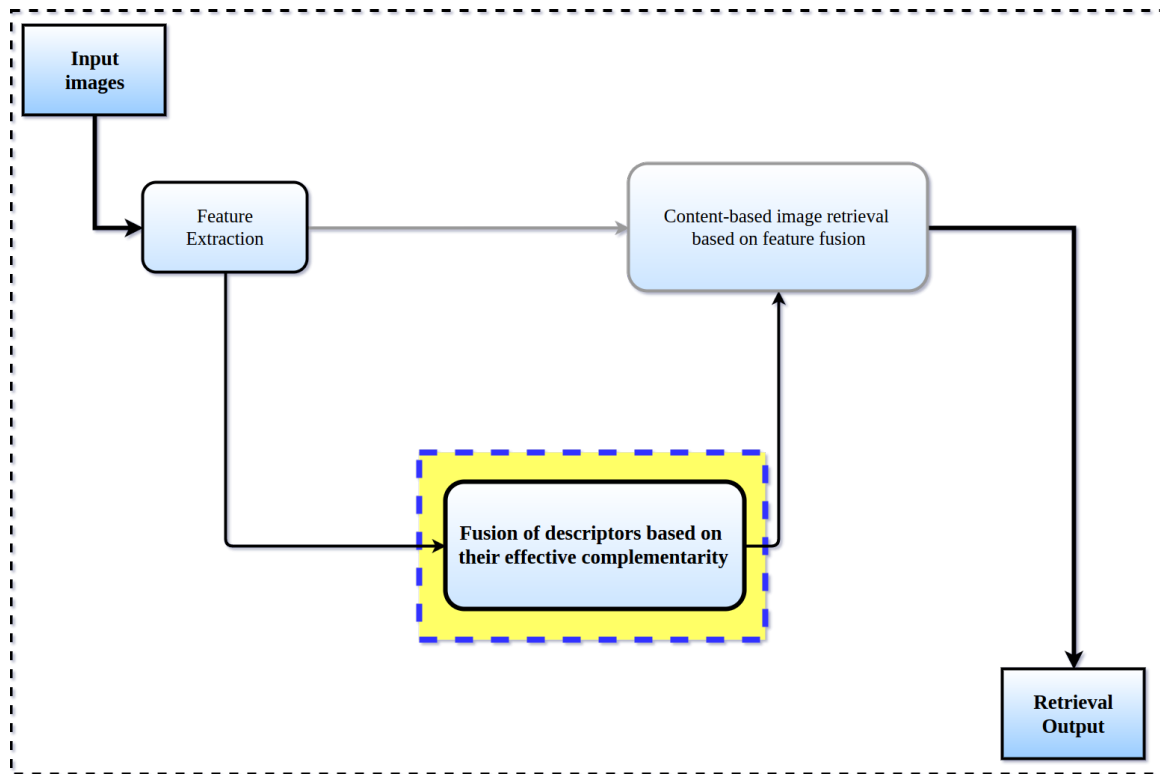 Input
images
Feature
Extraction
Content-based image retrieval
based on feature fusion
Fusion of descriptors based on
their effective complementarity
Retrieval
Output